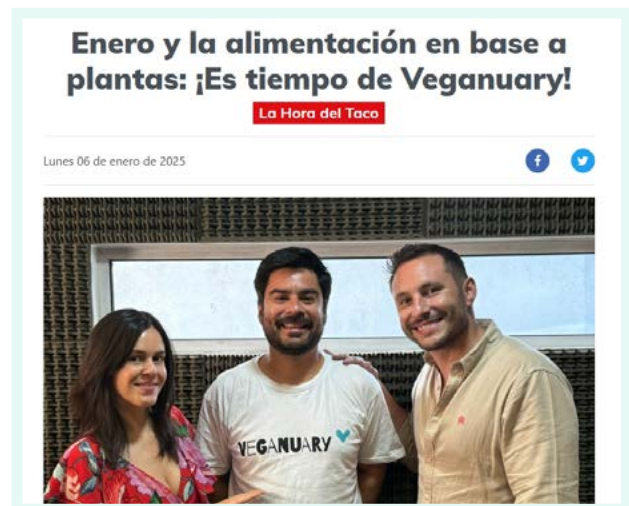 Enero y la alimentación en base a
plantas: ¡Es tiempo de Veganuary!
La Hora del Taco
Lunes 06 de enero de 2025
VEGANUARY